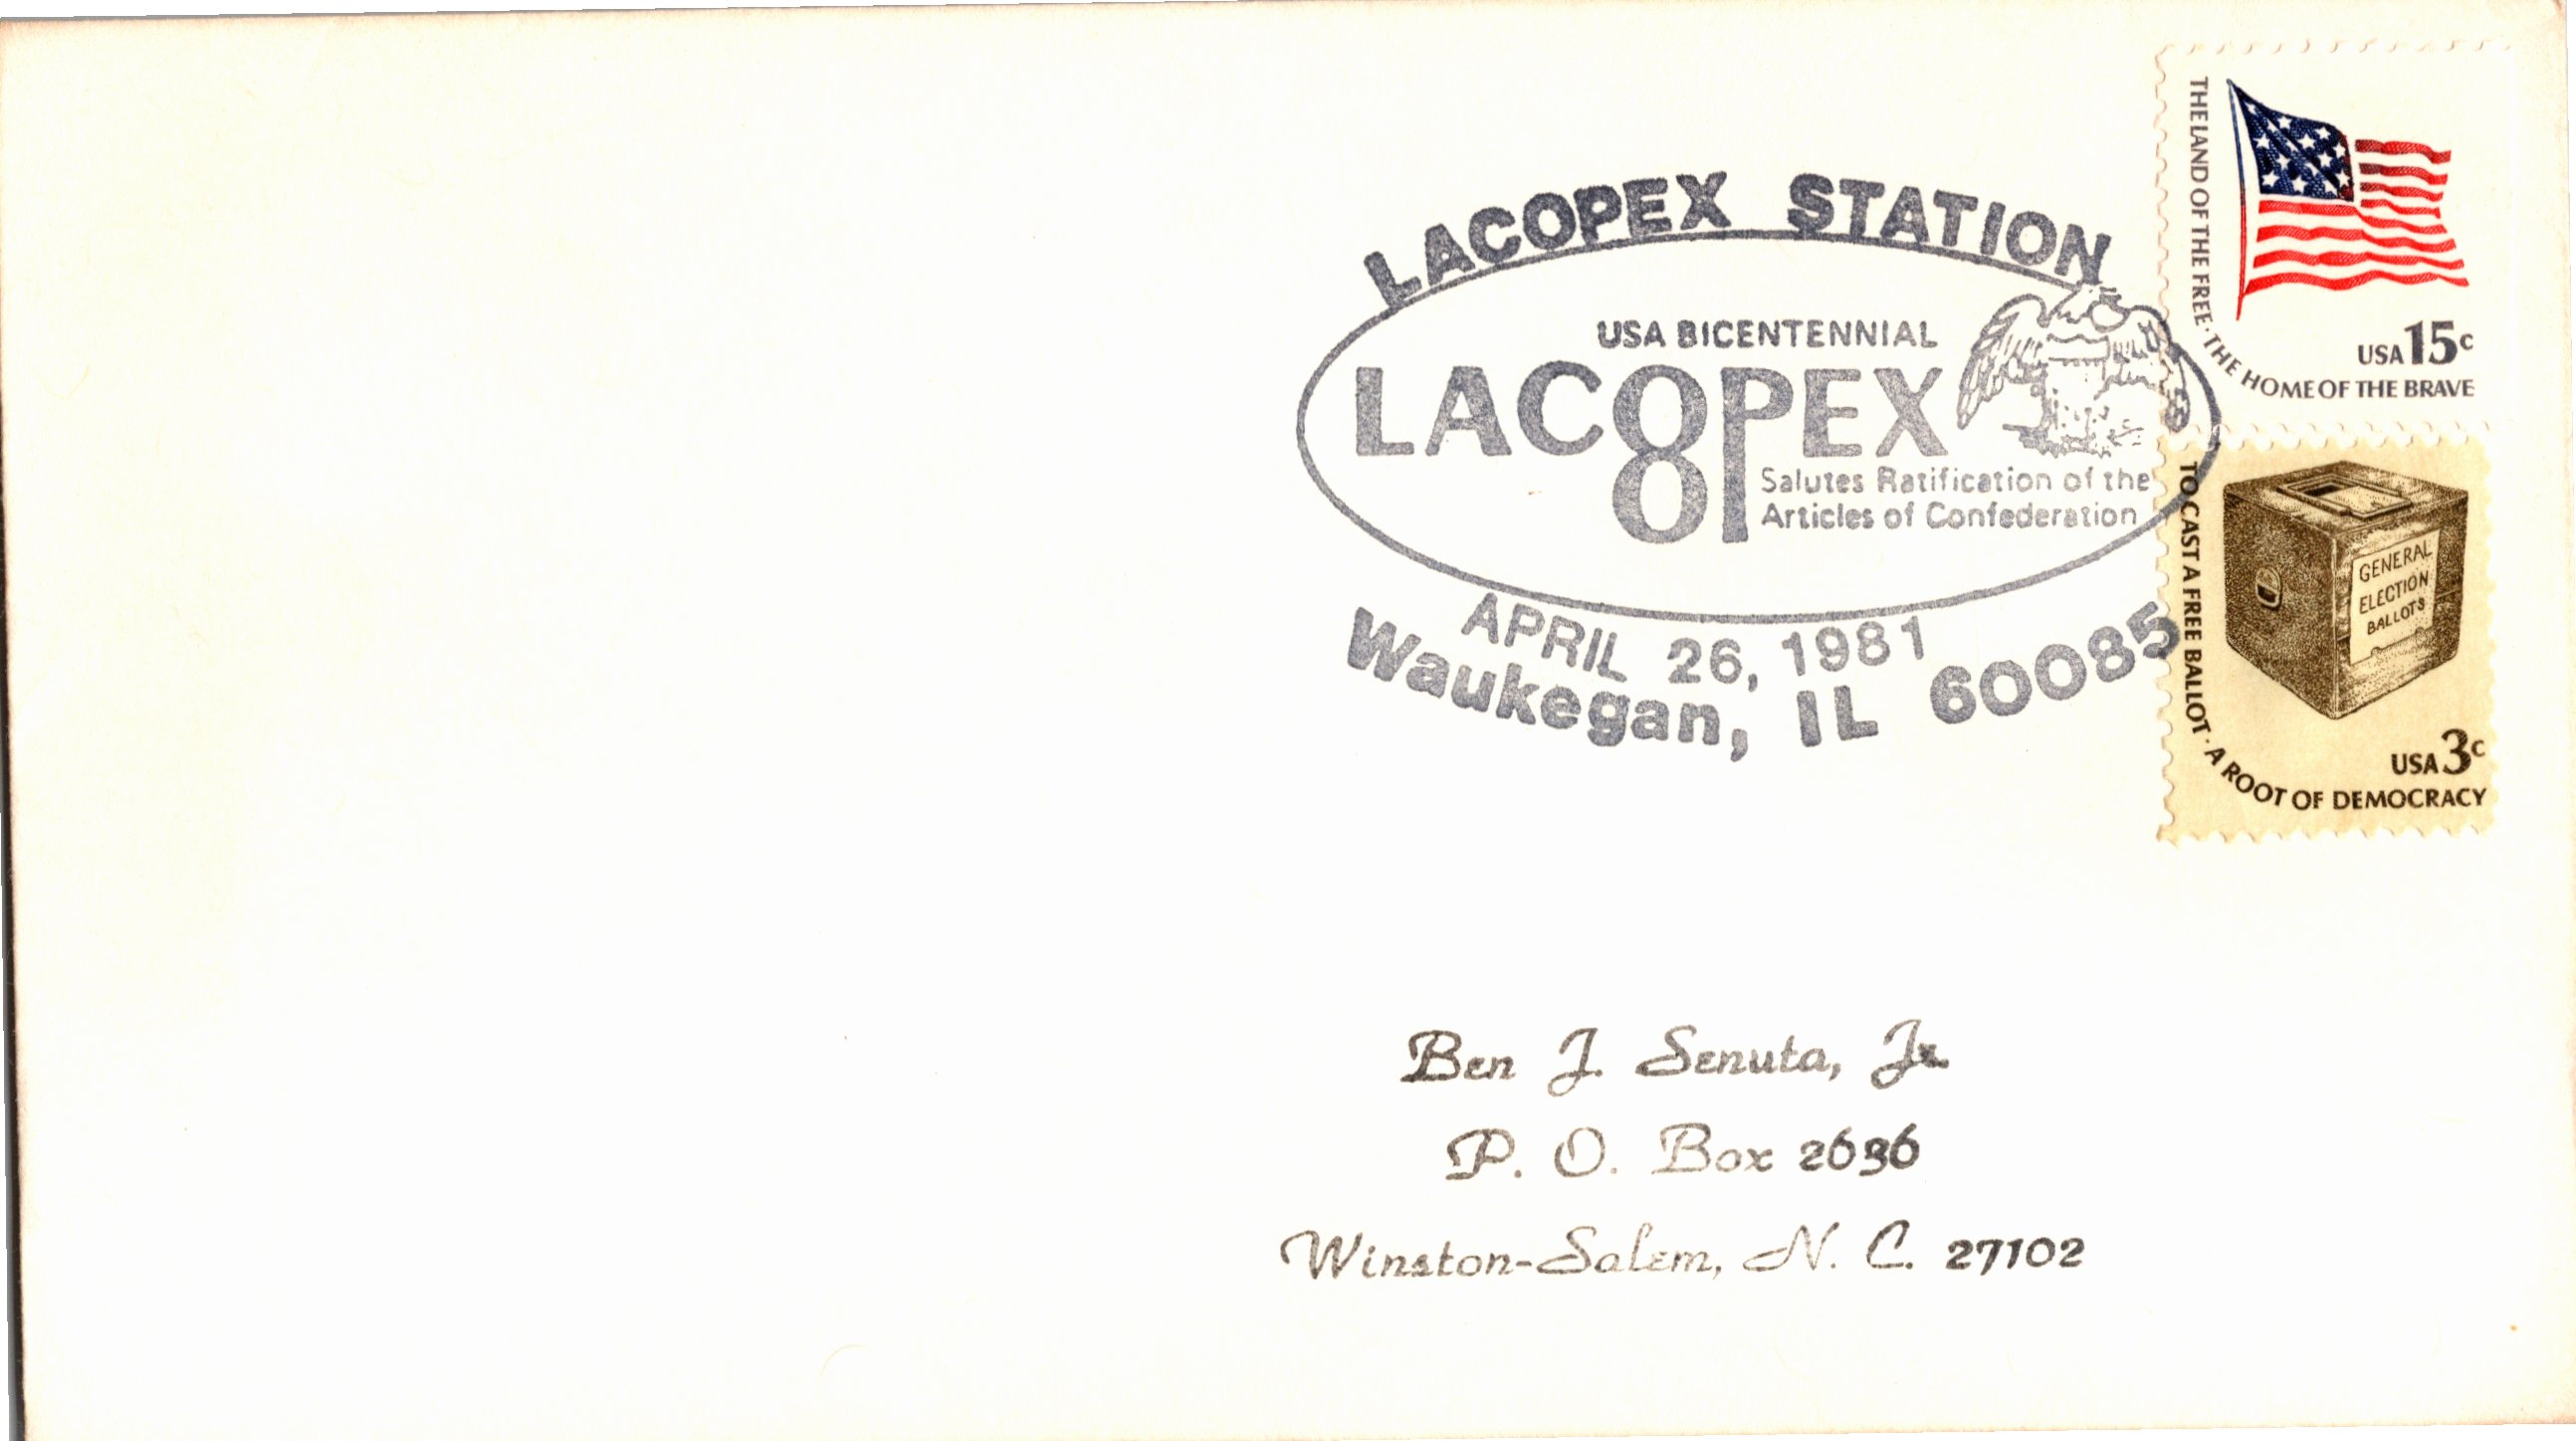 LACOPEX STATION
USA BICENTENNIAL
LACOPEX
81
Salutes Ratification of the
Articles of Confederation
APRIL 26, 1981
Waukegan, IL 60085
THE LAND OF THE FREE · THE HOME OF THE BRAVE
USA 15c
TO CAST A FREE BALLOT · A ROOT OF DEMOCRACY
GENERAL
ELECTION
BALLOTS
USA 3c
Ben J. Senuta, Jr.
P. O. Box 2636
Winston-Salem, N. C. 27102